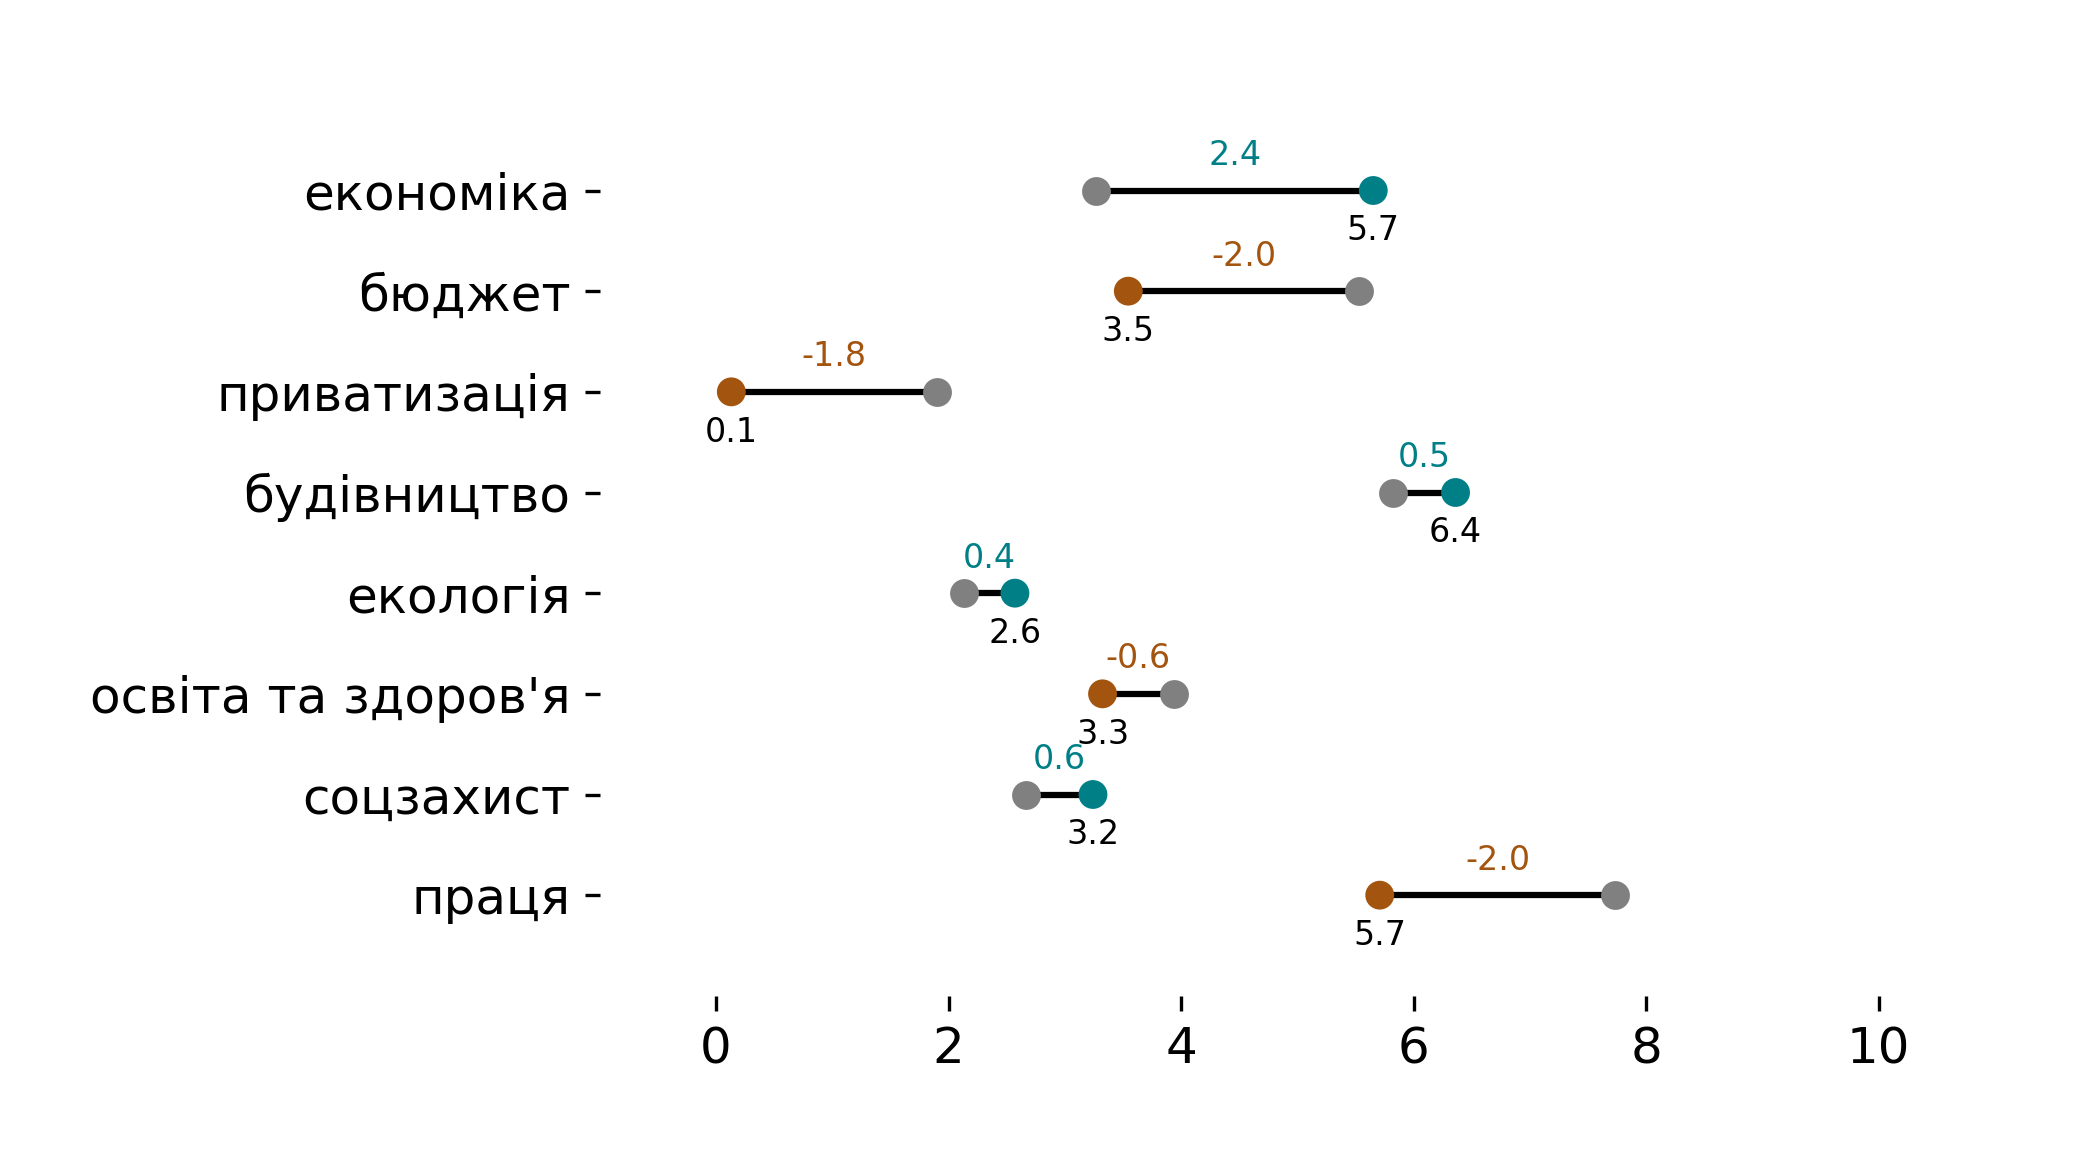 2.4
економіка
5.7
-2.0
бюджет
3.5
-1.8
приватизація
0.1
0.5
будівництво
6.4
0.4
екологія
2.6
-0.6
освіта та здоров'я
3.3
0.6
соцзахист
3.2
-2.0
праця
5.7
0 2 4 6 8 10